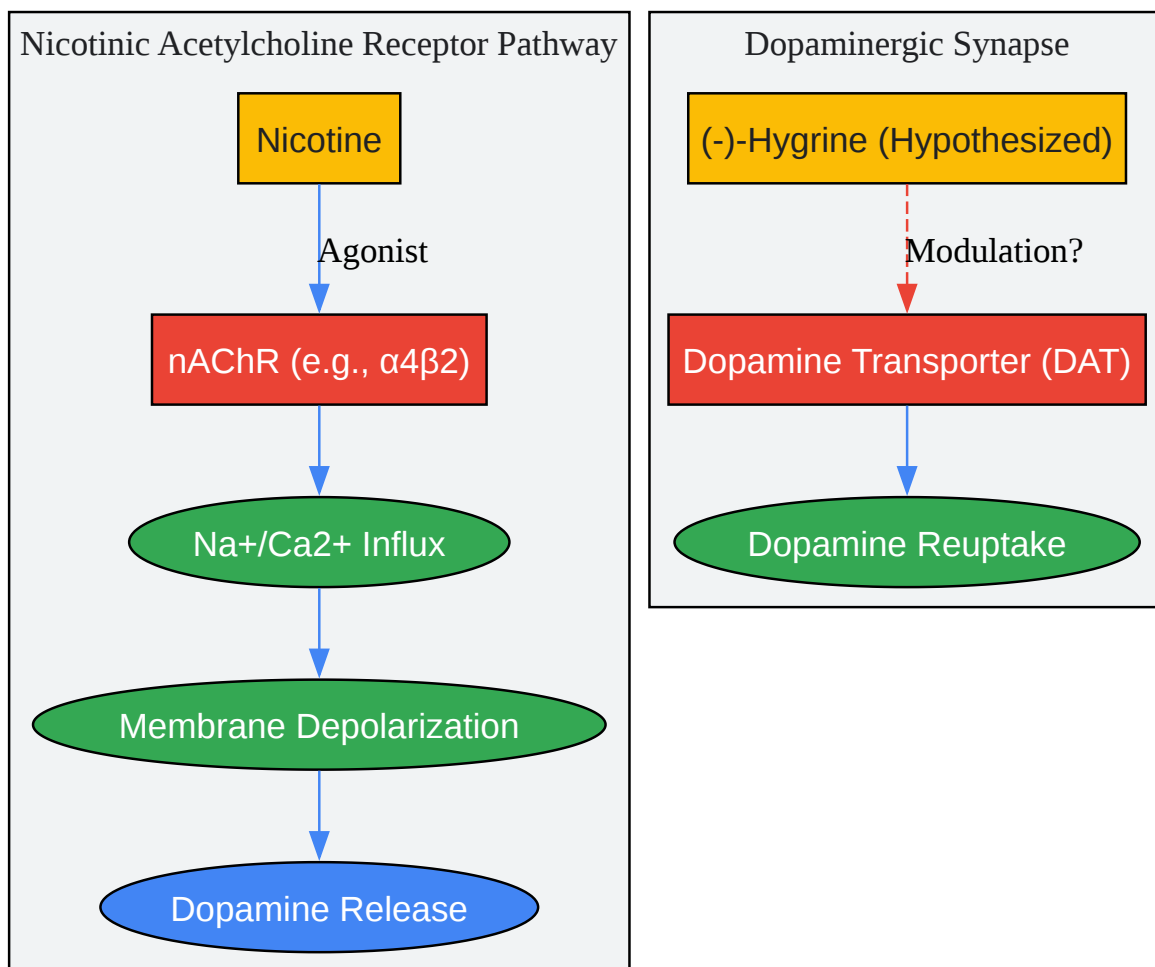 Nicotinic Acetylcholine Receptor Pathway
Nicotine
Agonist
nAChR (e.g., α4β2)
Na+/Ca2+ Influx
Membrane Depolarization
Dopamine Release
Dopaminergic Synapse
(-)-Hygrine (Hypothesized)
Modulation?
Dopamine Transporter (DAT)
Dopamine Reuptake